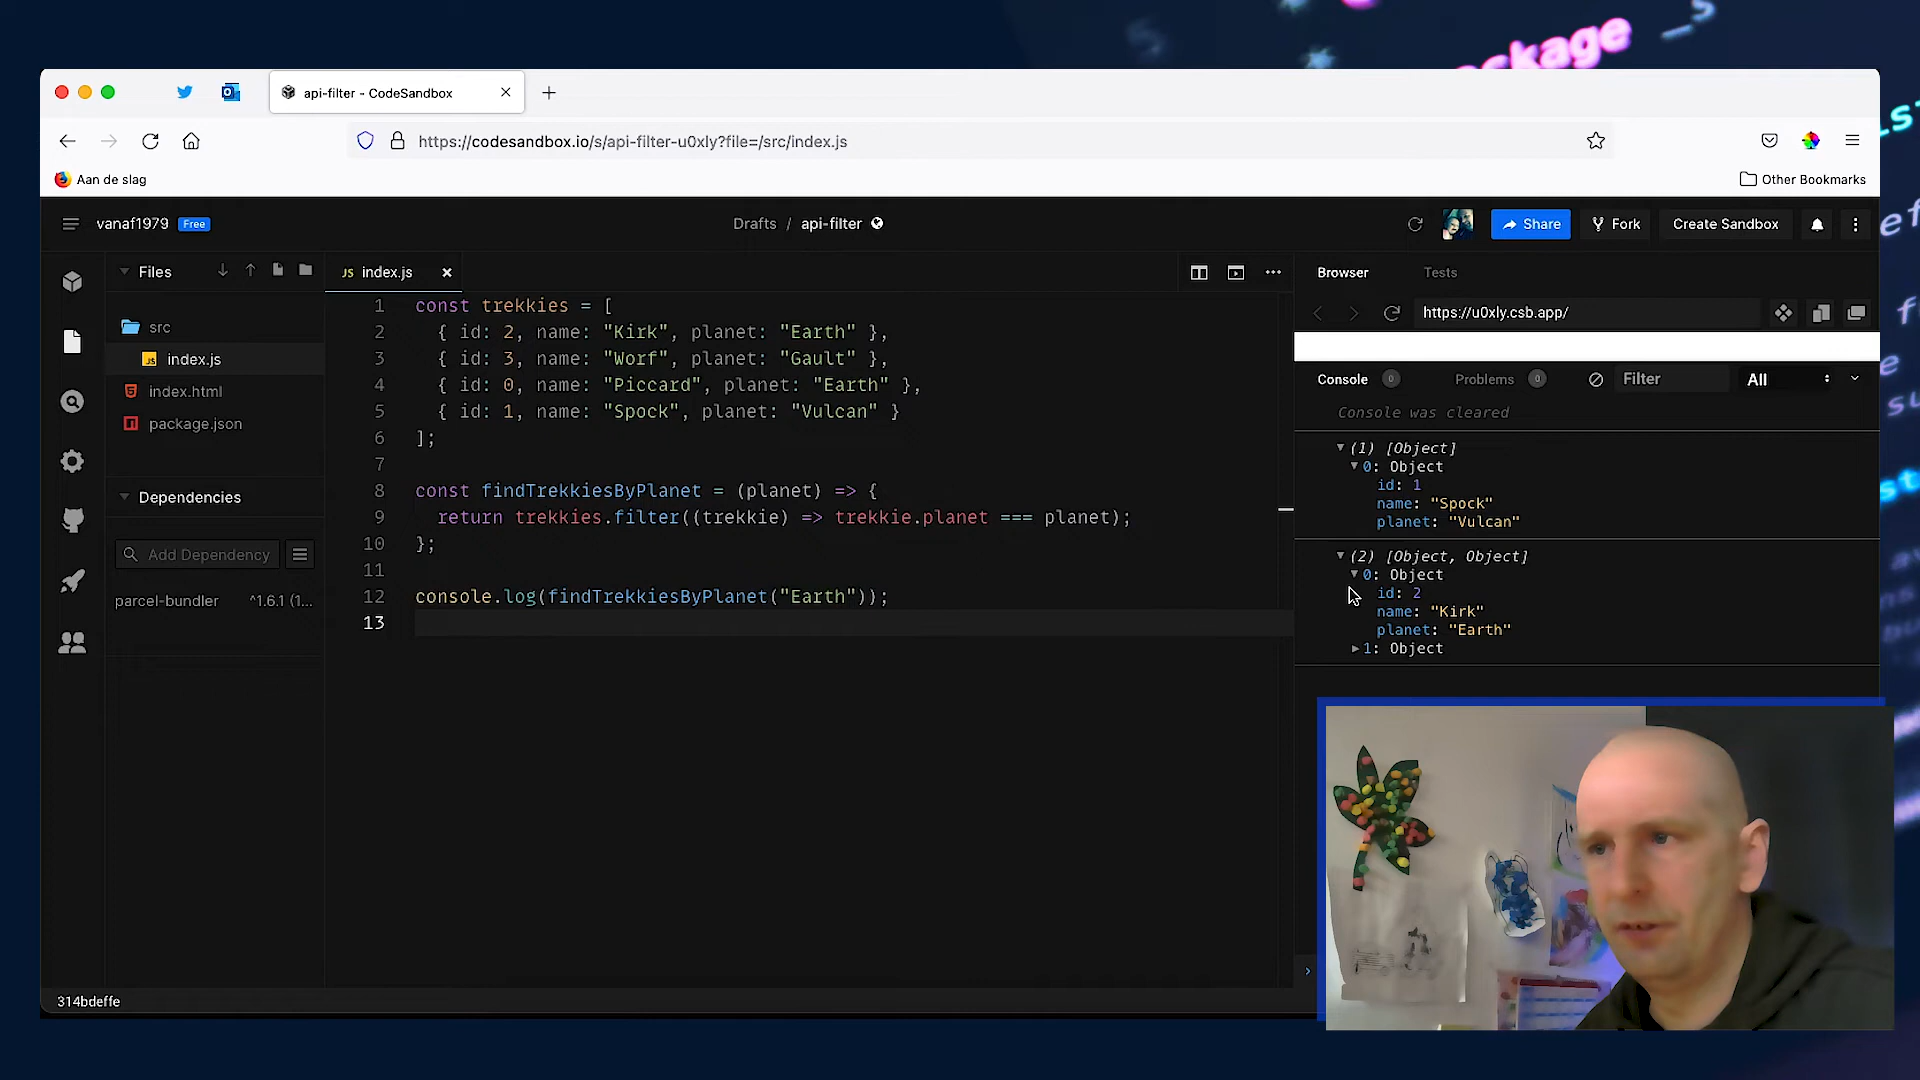 package _s
api-filter - CodeSandbox
https://codesandbox.io/s/api-filter-u0xly?file=/src/index.js
Aan de slag
Other Bookmarks
vanaf1979 Free
Drafts / api-filter
Share
Fork
Create Sandbox
Files
src
index.js
index.html
package.json
Dependencies
Add Dependency
parcel-bundler ^1.6.1 (1...
JS index.js
1 const trekkies = [
2 { id: 2, name: "Kirk", planet: "Earth" },
3 { id: 3, name: "Worf", planet: "Gault" },
4 { id: 0, name: "Piccard", planet: "Earth" },
5 { id: 1, name: "Spock", planet: "Vulcan" }
6 ];
7
8 const findTrekkiesByPlanet = (planet) => {
9 return trekkies.filter((trekkie) => trekkie.planet === planet);
10 };
11
12 console.log(findTrekkiesByPlanet("Earth"));
13
Browser Tests
https://u0xly.csb.app/
Console 0 Problems 0 Filter All
Console was cleared
(1) [Object]
0: Object
id: 1
name: "Spock"
planet: "Vulcan"
(2) [Object, Object]
0: Object
id: 2
name: "Kirk"
planet: "Earth"
1: Object
314bdeffe